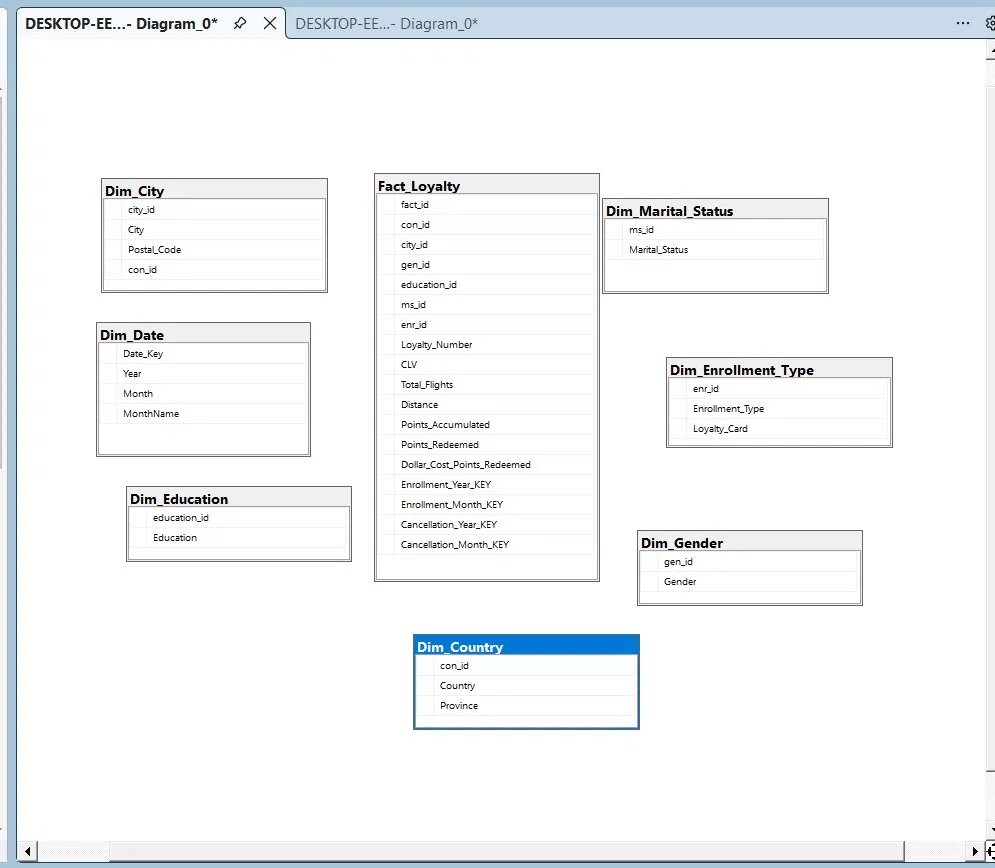 DESKTOP-EE...- Diagram_0*
DESKTOP-EE...- Diagram_0*
Dim_City
city_id
City
Postal_Code
con_id
Dim_Date
Date_Key
Year
Month
MonthName
Dim_Education
education_id
Education
Fact_Loyalty
fact_id
con_id
city_id
gen_id
education_id
ms_id
enr_id
Loyalty_Number
CLV
Total_Flights
Distance
Points_Accumulated
Points_Redeemed
Dollar_Cost_Points_Redeemed
Enrollment_Year_KEY
Enrollment_Month_KEY
Cancellation_Year_KEY
Cancellation_Month_KEY
Dim_Marital_Status
ms_id
Marital_Status
Dim_Enrollment_Type
enr_id
Enrollment_Type
Loyalty_Card
Dim_Gender
gen_id
Gender
Dim_Country
con_id
Country
Province